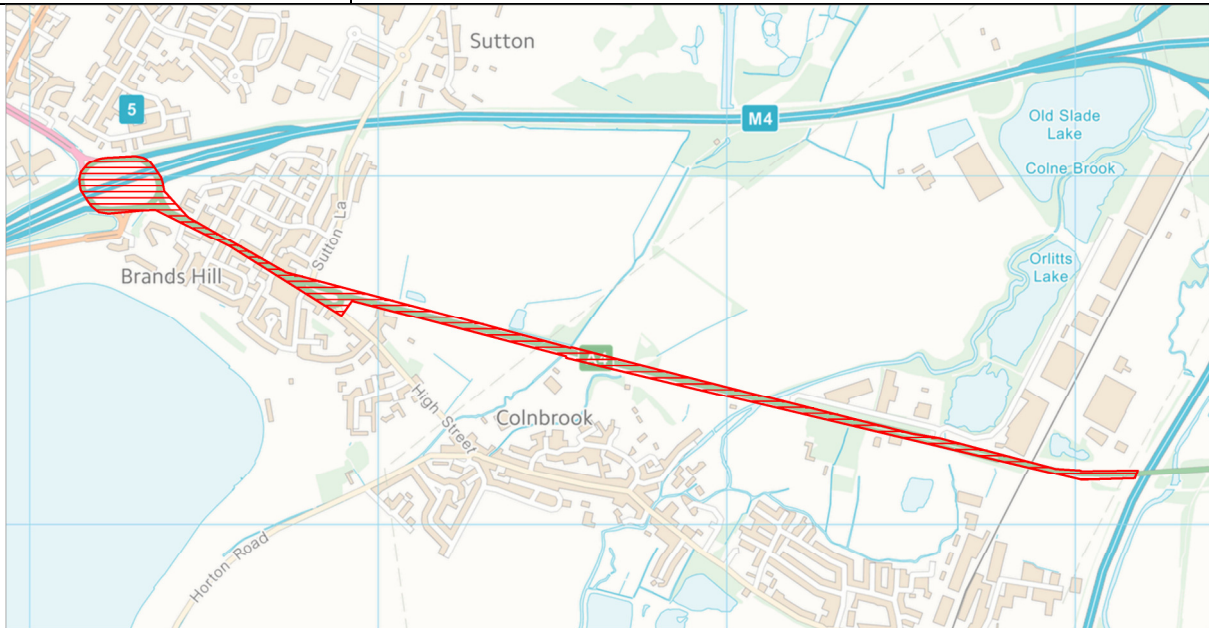 Sutton
5
M4
Old Slade
Lake
Colne Brook
Sutton La
Orlitts
Lake
Brands Hill
A4
High Street
Colnbrook
Horton Road